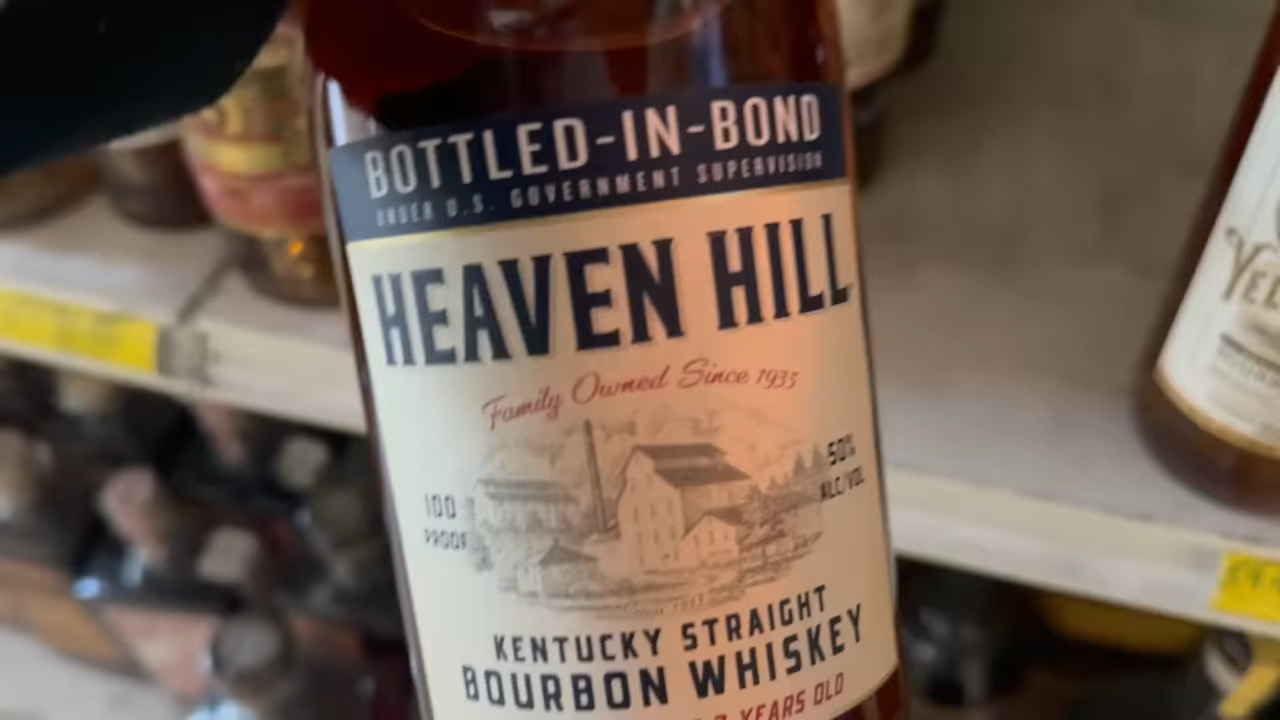 BOTTLED-IN-BOND
UNDER U.S. GOVERNMENT SUPERVISION
HEAVEN HILL
Family Owned Since 1935
50%
ALC/VOL
100
PROOF
KENTUCKY STRAIGHT
BOURBON WHISKEY
YEARS OLD